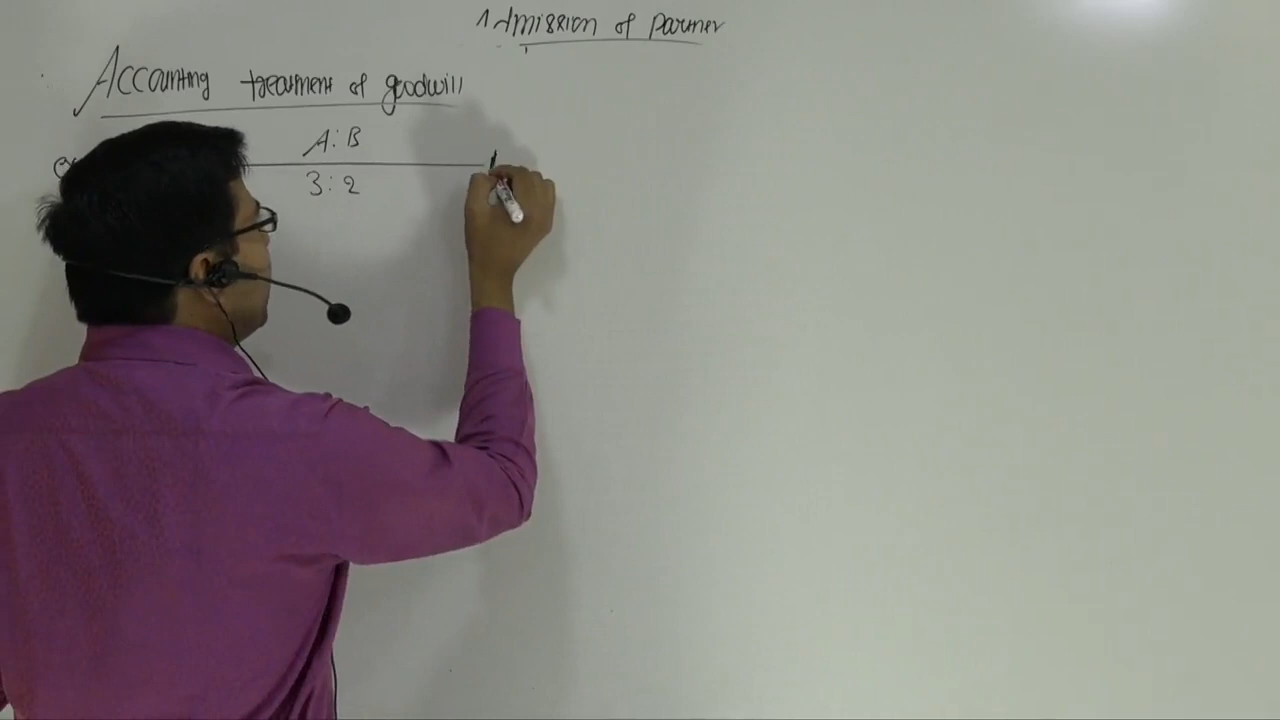 Admission of partner
Accounting treatment of goodwill
A : B
3 : 2